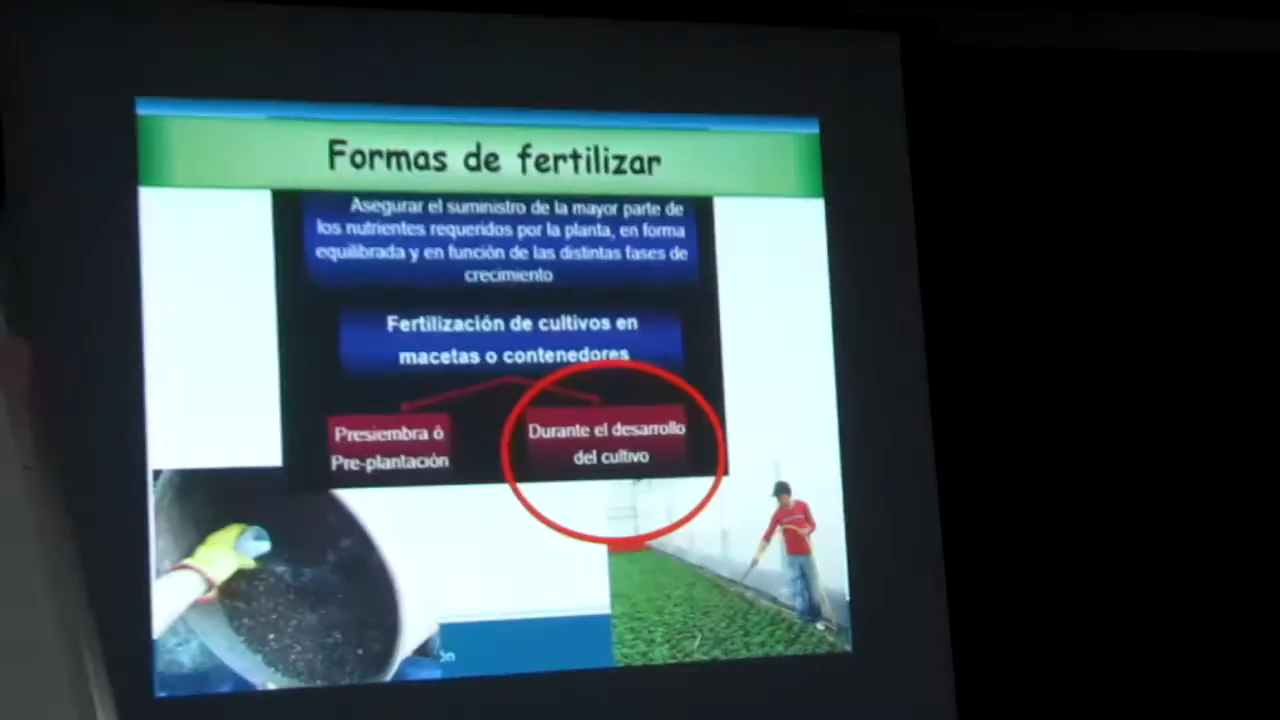 Formas de fertilizar
Asegurar el suministro de la mayor parte de
los nutrientes requeridos por la planta, en forma
equilibrada y en función de las distintas fases de
crecimiento
Fertilización de cultivos en
macetas o contenedores
Presiembra ó
Pre-plantación
Durante el desarrollo
del cultivo